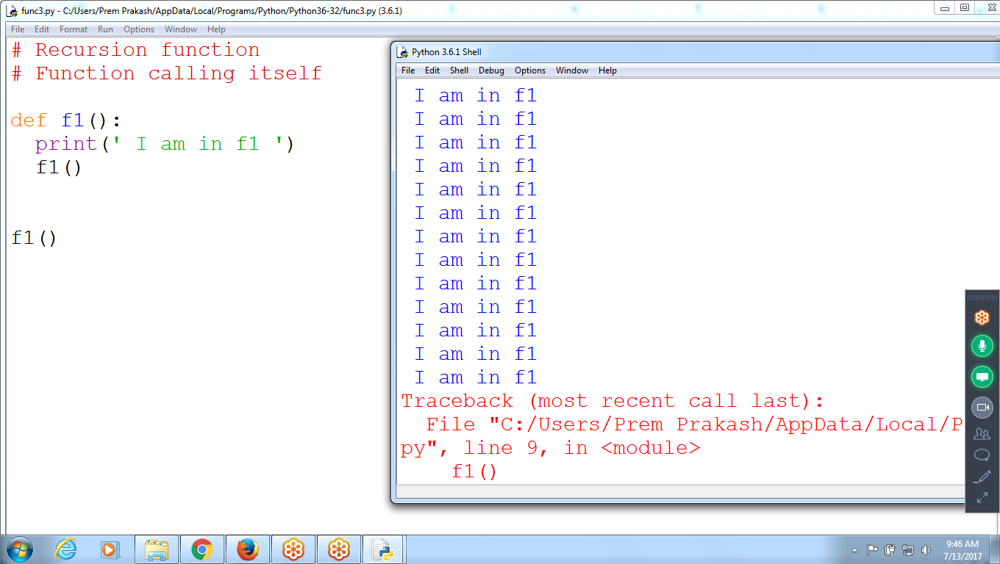 func3.py - C:/Users/Prem Prakash/AppData/Local/Programs/Python/Python36-32/func3.py (3.6.1)
File Edit Format Run Options Window Help
# Recursion function
# Function calling itself
def f1():
print(' I am in f1 ')
f1()
f1()
Python 3.6.1 Shell
File Edit Shell Debug Options Window Help
I am in f1
I am in f1
I am in f1
I am in f1
I am in f1
I am in f1
I am in f1
I am in f1
I am in f1
I am in f1
I am in f1
I am in f1
I am in f1
Traceback (most recent call last):
File "C:/Users/Prem Prakash/AppData/Local/P
py", line 9, in <module>
f1()
9:46 AM
7/13/2017